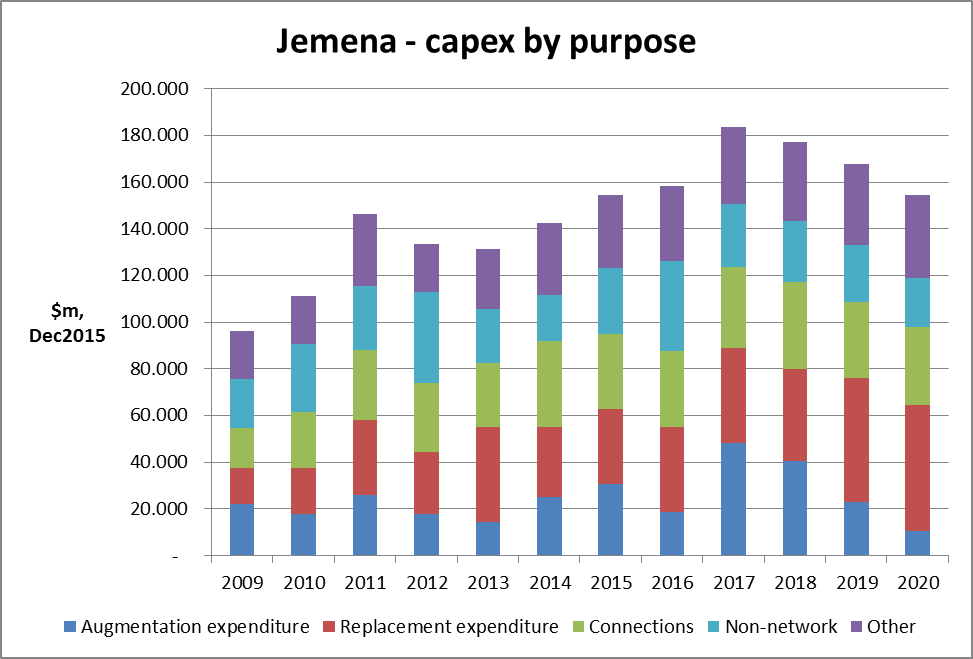 Jemena - capex by purpose
200.000
180.000
160.000
140.000
120.000
100.000
80.000
60.000
40.000
20.000
-
$m,
Dec2015
2009 2010 2011 2012 2013 2014 2015 2016 2017 2018 2019 2020
Augmentation expenditure Replacement expenditure Connections Non-network Other